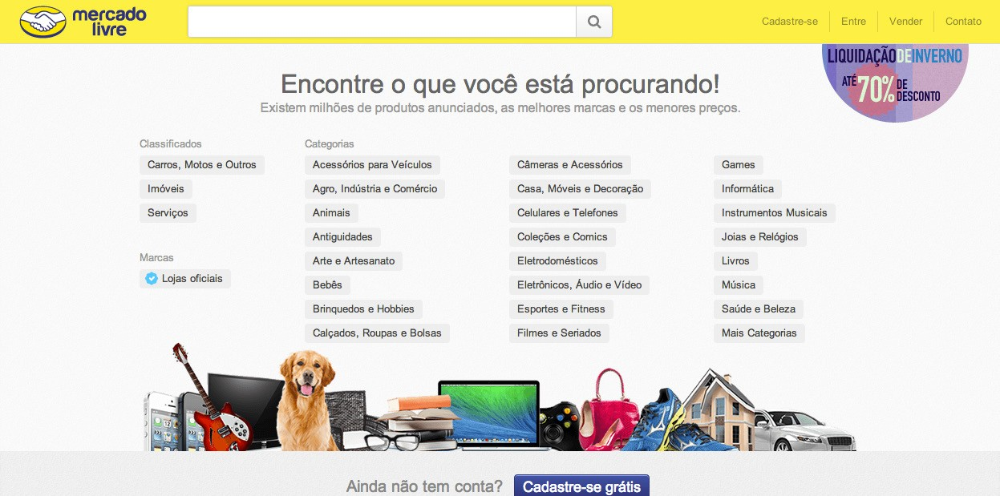 mercado
livre
Cadastre-se
Entre
Vender
Contato
LIQUIDAÇÃO DE INVERNO
ATÉ 70% DE DESCONTO
Encontre o que você está procurando!
Existem milhões de produtos anunciados, as melhores marcas e os menores preços.
Classificados
Carros, Motos e Outros
Imóveis
Serviços
Marcas
Lojas oficiais
Categorias
Acessórios para Veículos
Agro, Indústria e Comércio
Animais
Antiguidades
Arte e Artesanato
Bebês
Brinquedos e Hobbies
Calçados, Roupas e Bolsas
Câmeras e Acessórios
Casa, Móveis e Decoração
Celulares e Telefones
Coleções e Comics
Eletrodomésticos
Eletrônicos, Áudio e Vídeo
Esportes e Fitness
Filmes e Seriados
Games
Informática
Instrumentos Musicais
Joias e Relógios
Livros
Música
Saúde e Beleza
Mais Categorias
Ainda não tem conta?
Cadastre-se grátis